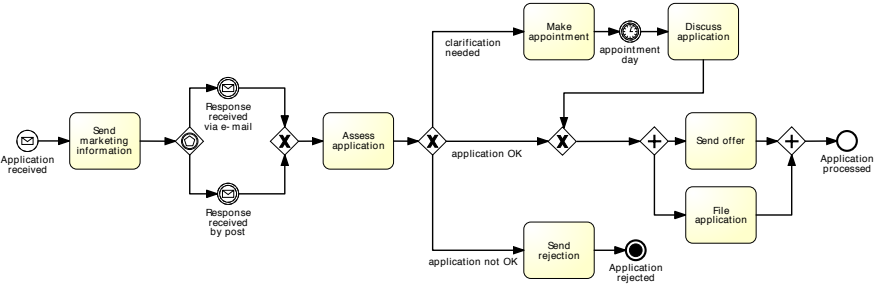 Application
received
Send
marketing
information
Response
received
via e-mail
Response
received
by post
Assess
application
clarification
needed
application OK
application not OK
Make
appointment
appointment
day
Discuss
application
Send
rejection
Application
rejected
Send offer
File
application
Application
processed